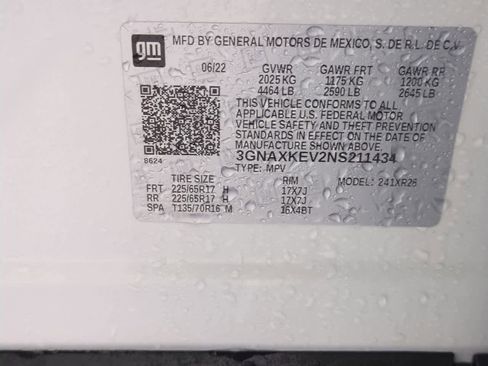 gm MFD BY GENERAL MOTORS DE MEXICO, S. DE R.L. DE C.V.
06/22 GVWR GAWR FRT GAWR RR
2025 KG 1175 KG 1200 KG
4464 LB 2590 LB 2645 LB
THIS VEHICLE CONFORMS TO ALL
APPLICABLE U.S. FEDERAL MOTOR
VEHICLE SAFETY AND THEFT PREVENTION
STANDARDS IN EFFECT ON THE DATE OF
MANUFACTURE SHOWN ABOVE.
8624 3GNAXKEV2NS211434
TYPE: MPV
TIRE SIZE RIM MODEL: 241XR26
FRT 225/65R17 H 17X7J
RR 225/65R17 H 17X7J
SPA T135/70R16 M 16X4BT